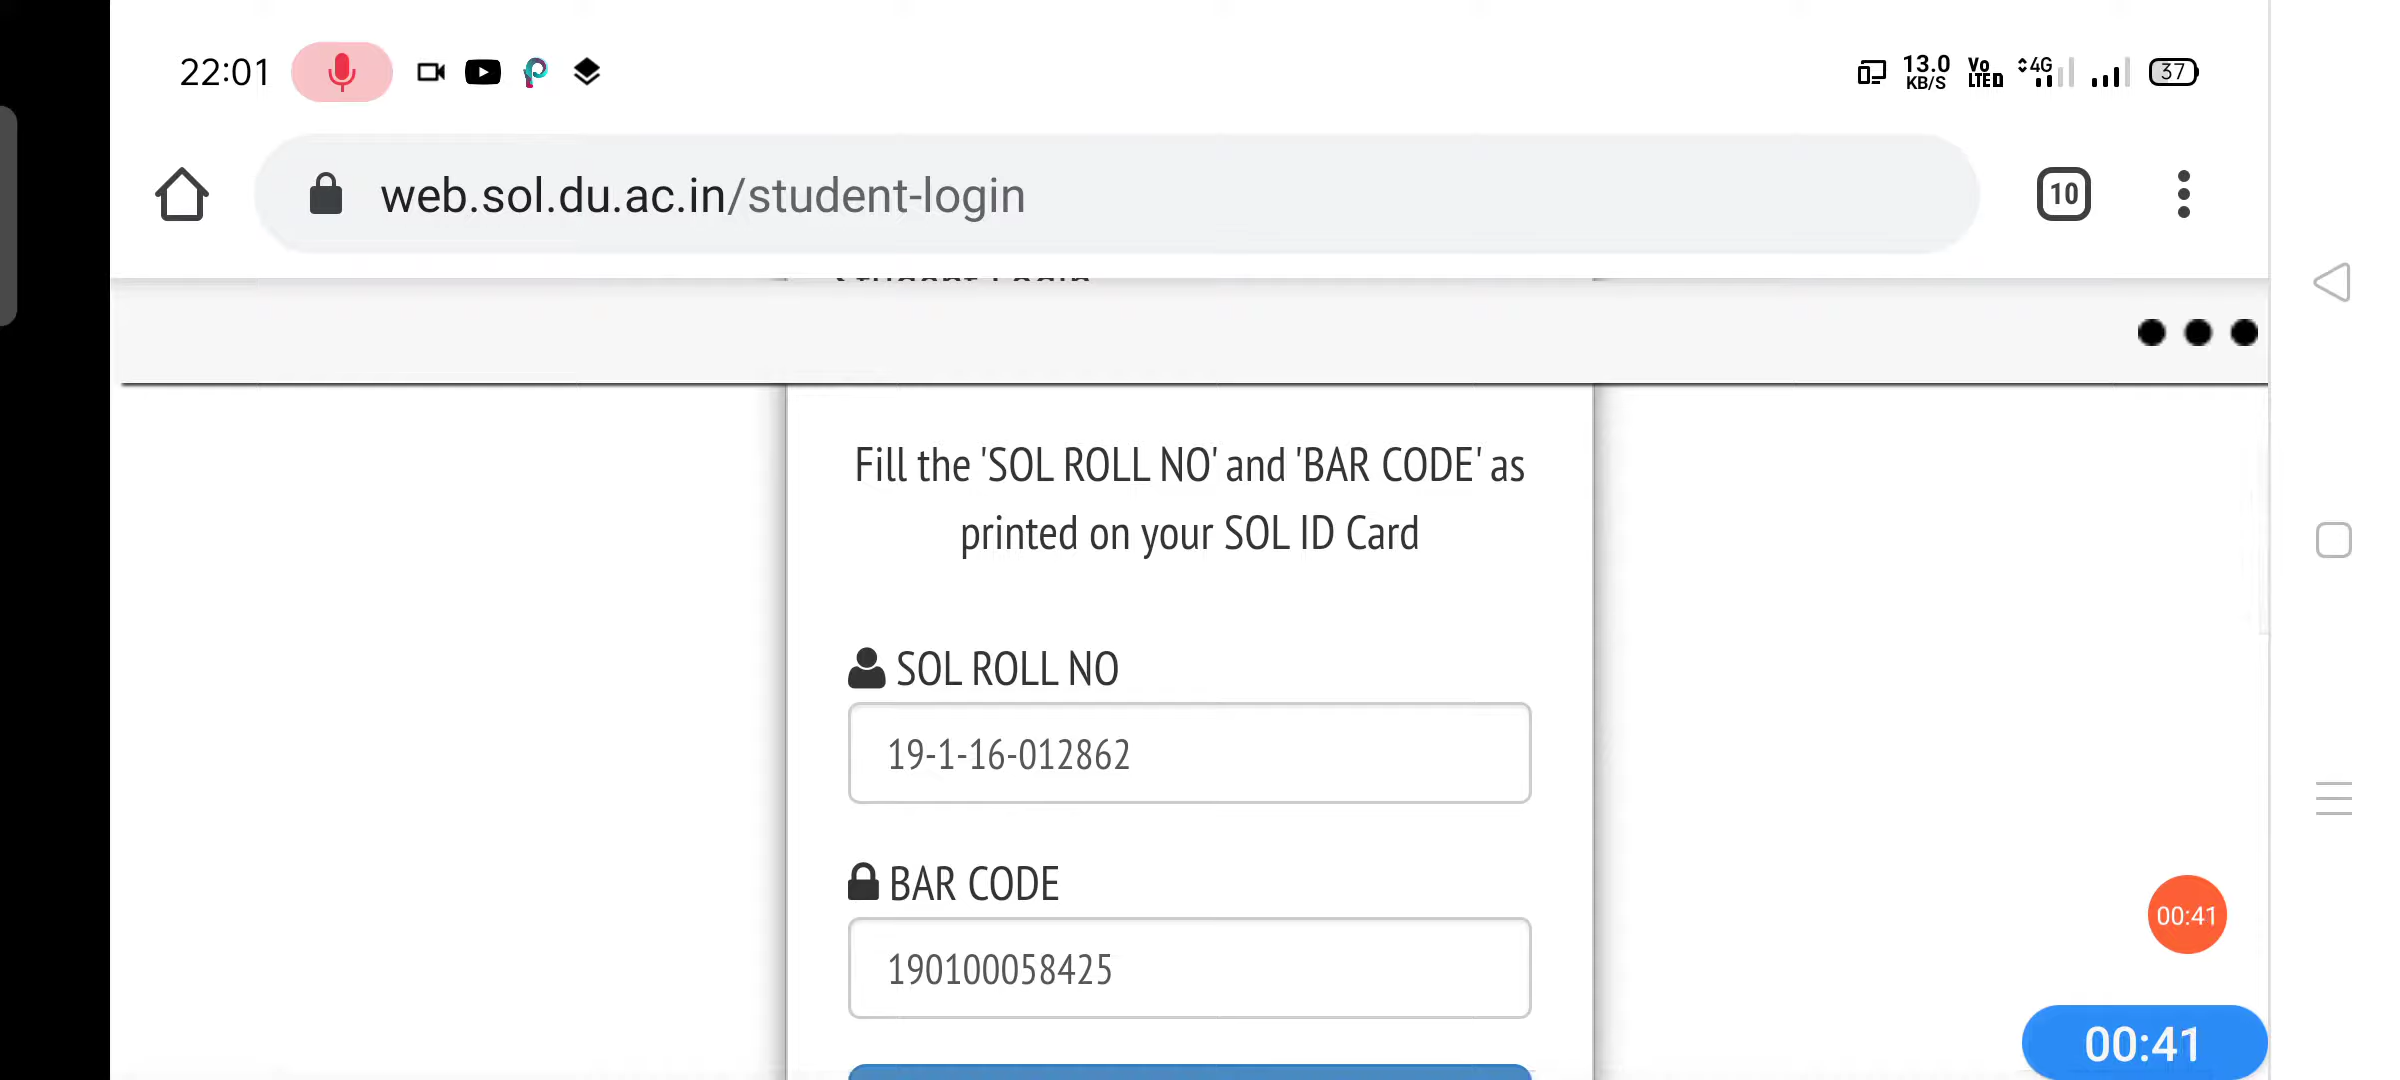 22:01
13.0
KB/S
Vo
LTE
4G
37
web.sol.du.ac.in/student-login
10
Student Login
Fill the 'SOL ROLL NO' and 'BAR CODE' as
printed on your SOL ID Card
SOL ROLL NO
19-1-16-012862
BAR CODE
190100058425
00:41
00:41